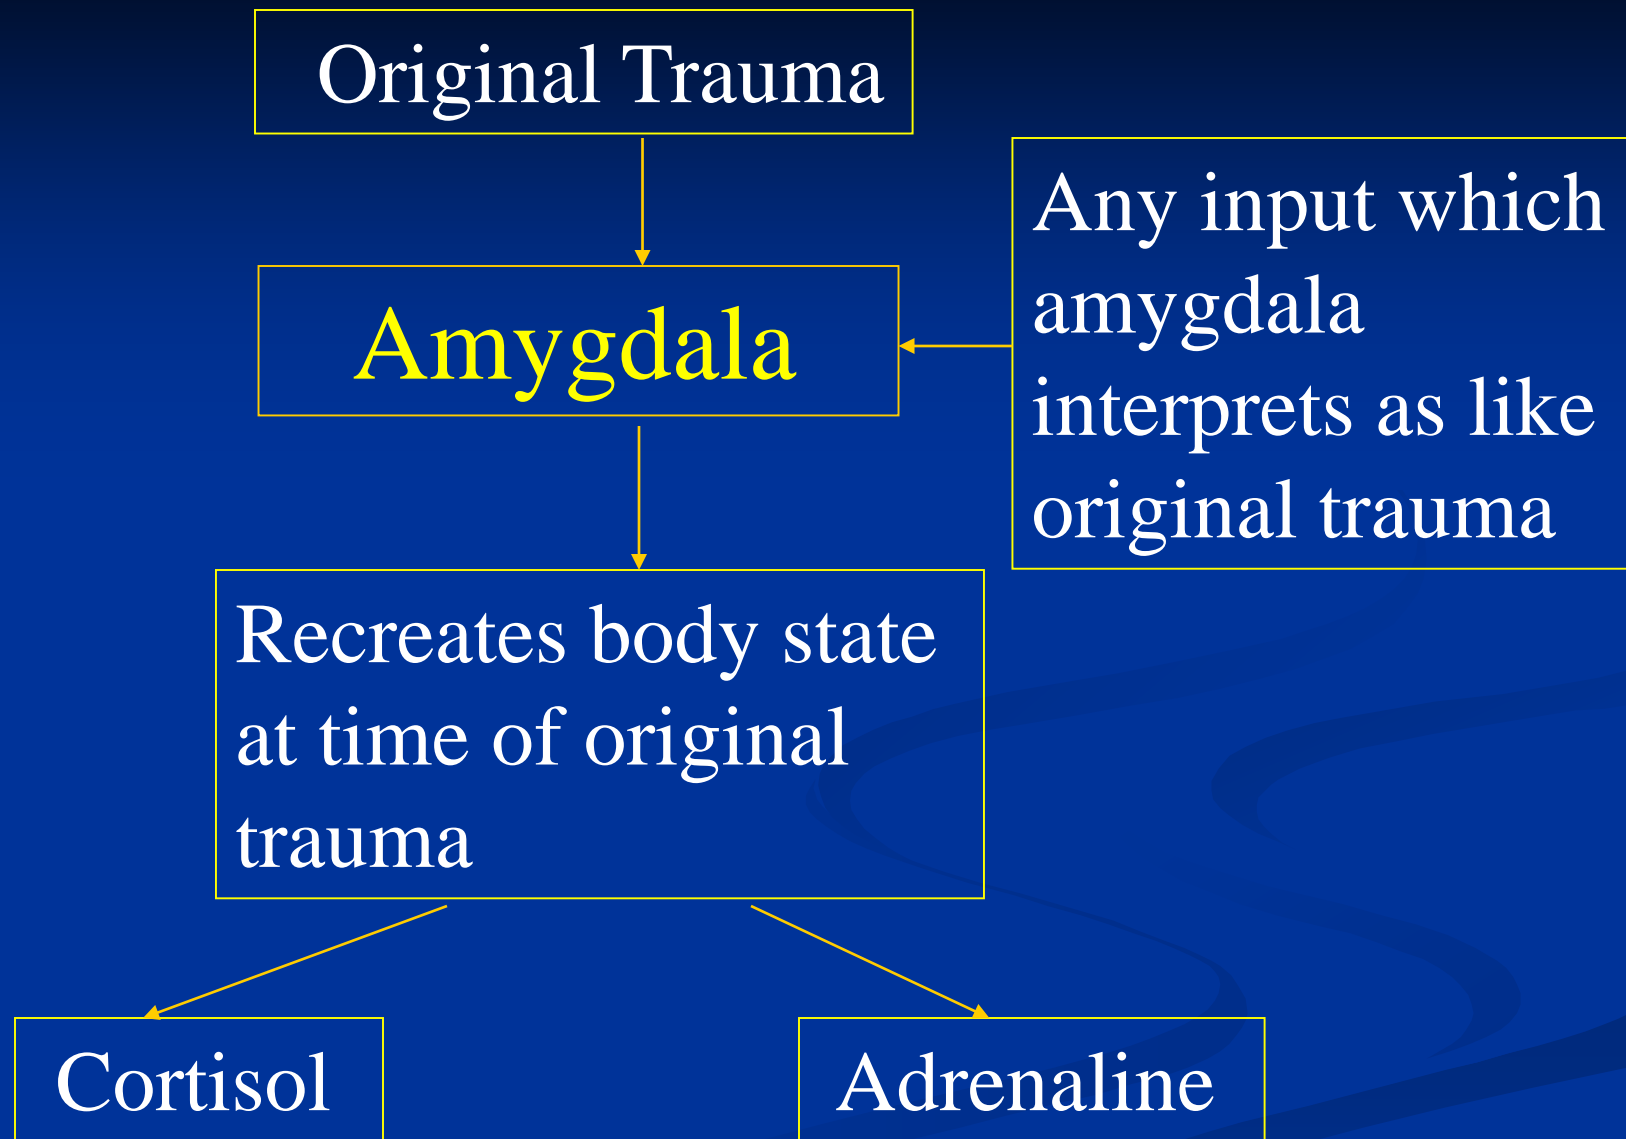 Original Trauma
Any input which
amygdala
interprets as like
original trauma
Amygdala
Recreates body state
at time of original
trauma
Cortisol
Adrenaline